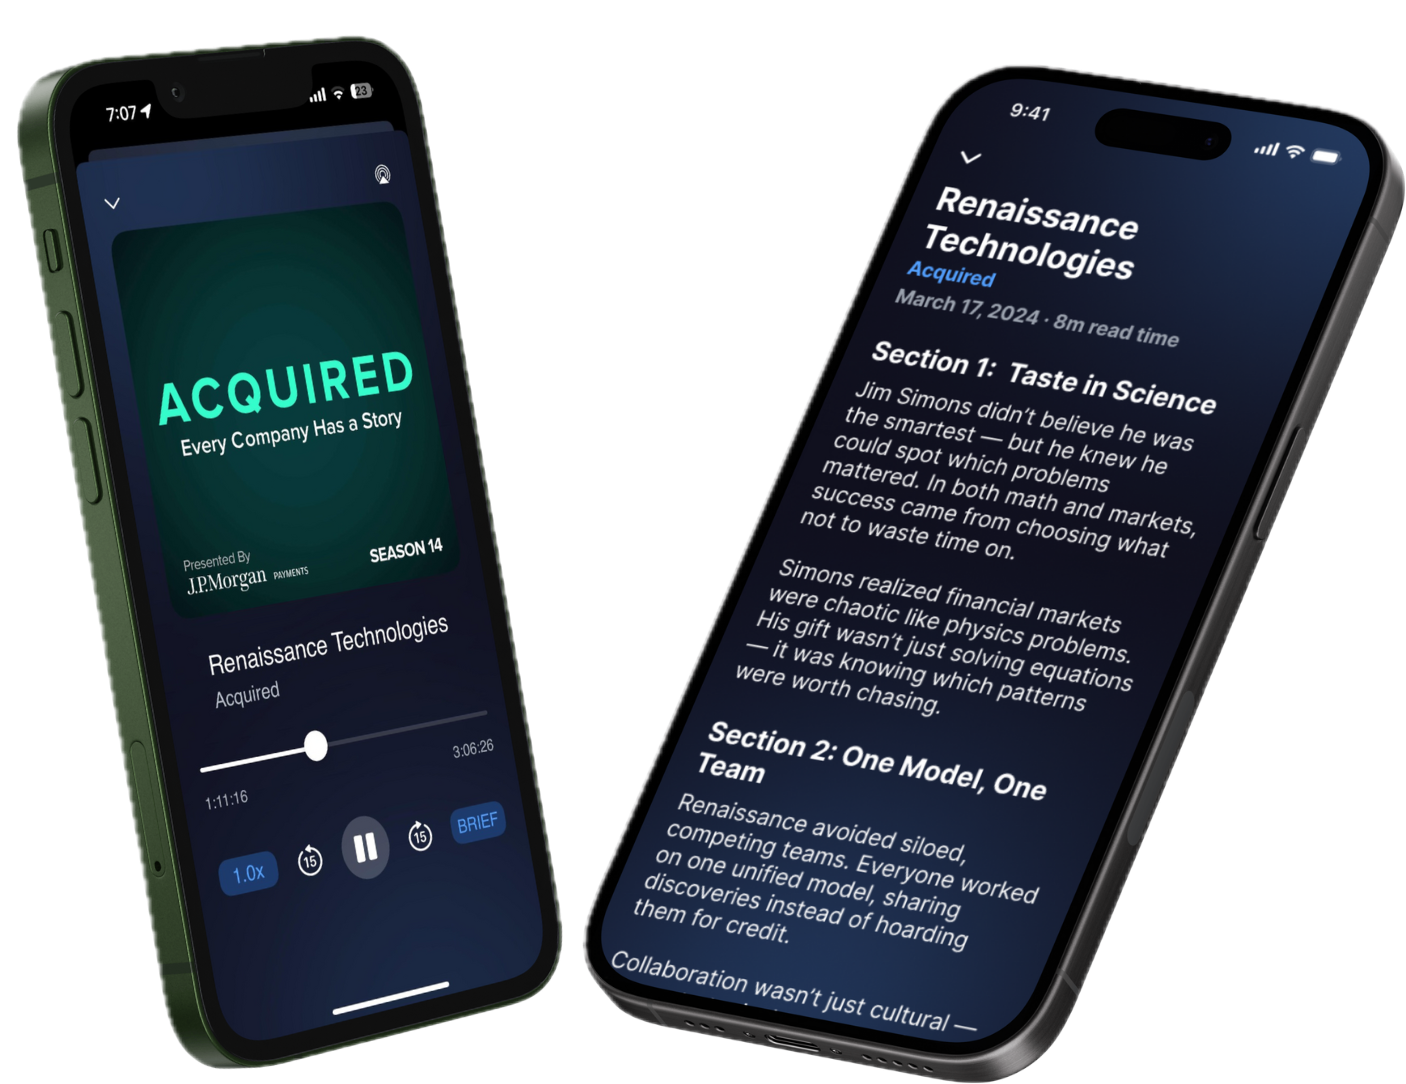 7:07
23
ACQUIRED
Every Company Has a Story
Presented By
J.P.Morgan PAYMENTS
SEASON 14
Renaissance Technologies
Acquired
1:11:16
3:06:26
1.0x
15
15
BRIEF
9:41
Renaissance
Technologies
Acquired
March 17, 2024 · 8m read time
Section 1: Taste in Science
Jim Simons didn't believe he was
the smartest — but he knew he
could spot which problems
mattered. In both math and markets,
success came from choosing what
not to waste time on.
Simons realized financial markets
were chaotic like physics problems.
His gift wasn't just solving equations
— it was knowing which patterns
were worth chasing.
Section 2: One Model, One
Team
Renaissance avoided siloed,
competing teams. Everyone worked
on one unified model, sharing
discoveries instead of hoarding
them for credit.
Collaboration wasn't just cultural —